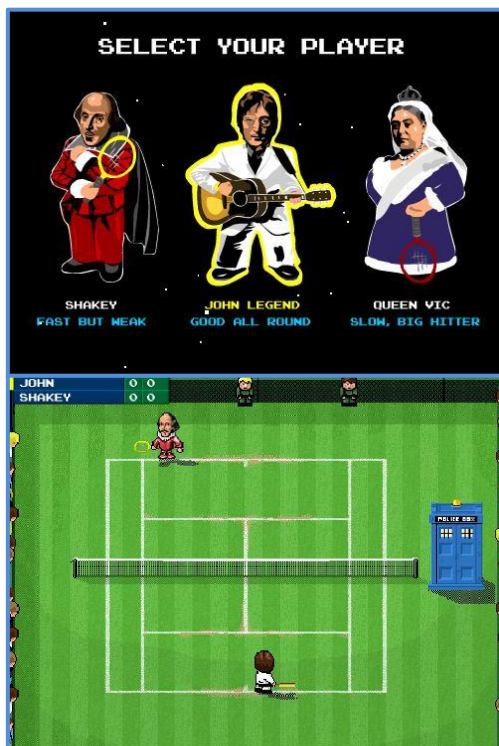 SELECT YOUR PLAYER
SHAKEY
FAST BUT WEAK
JOHN LEGEND
GOOD ALL ROUND
QUEEN VIC
SLOW, BIG HITTER
JOHN 0 0
SHAKEY 0 0
POLICE BOX